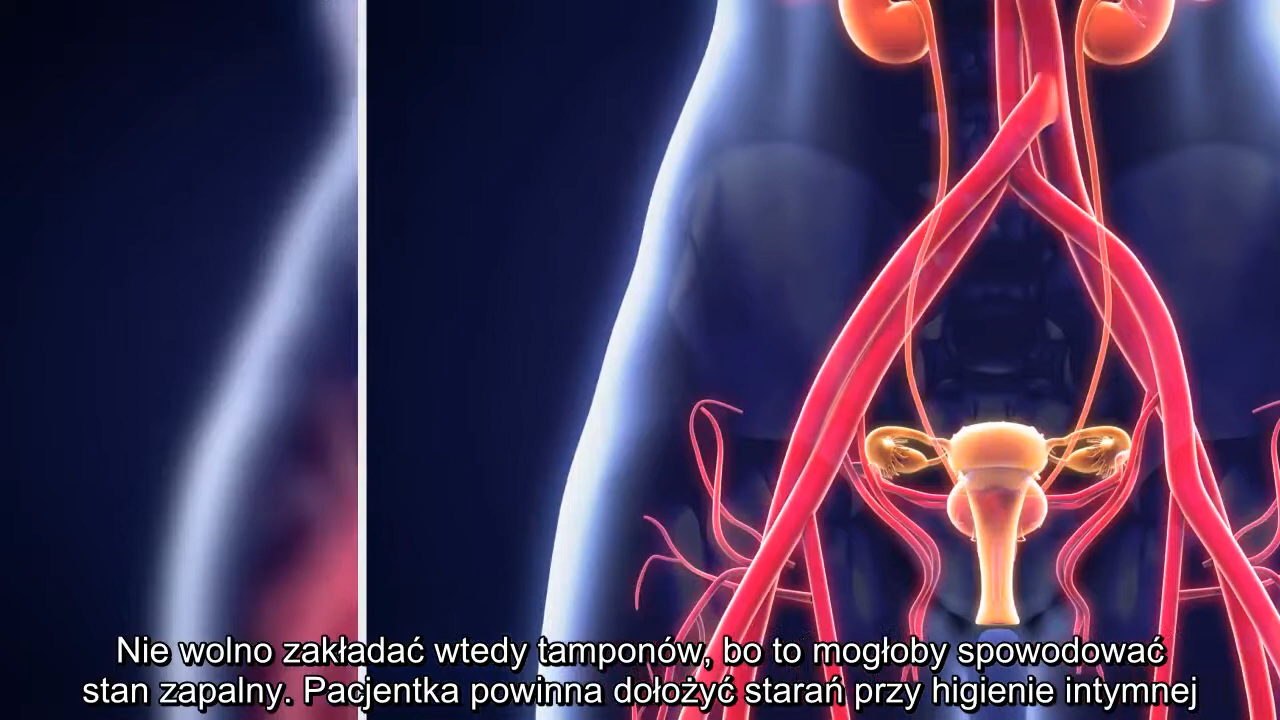 Nie wolno zakładać wtedy tamponów, bo to mogłoby spowodować
stan zapalny. Pacjentka powinna dołożyć starań przy higienie intymnej